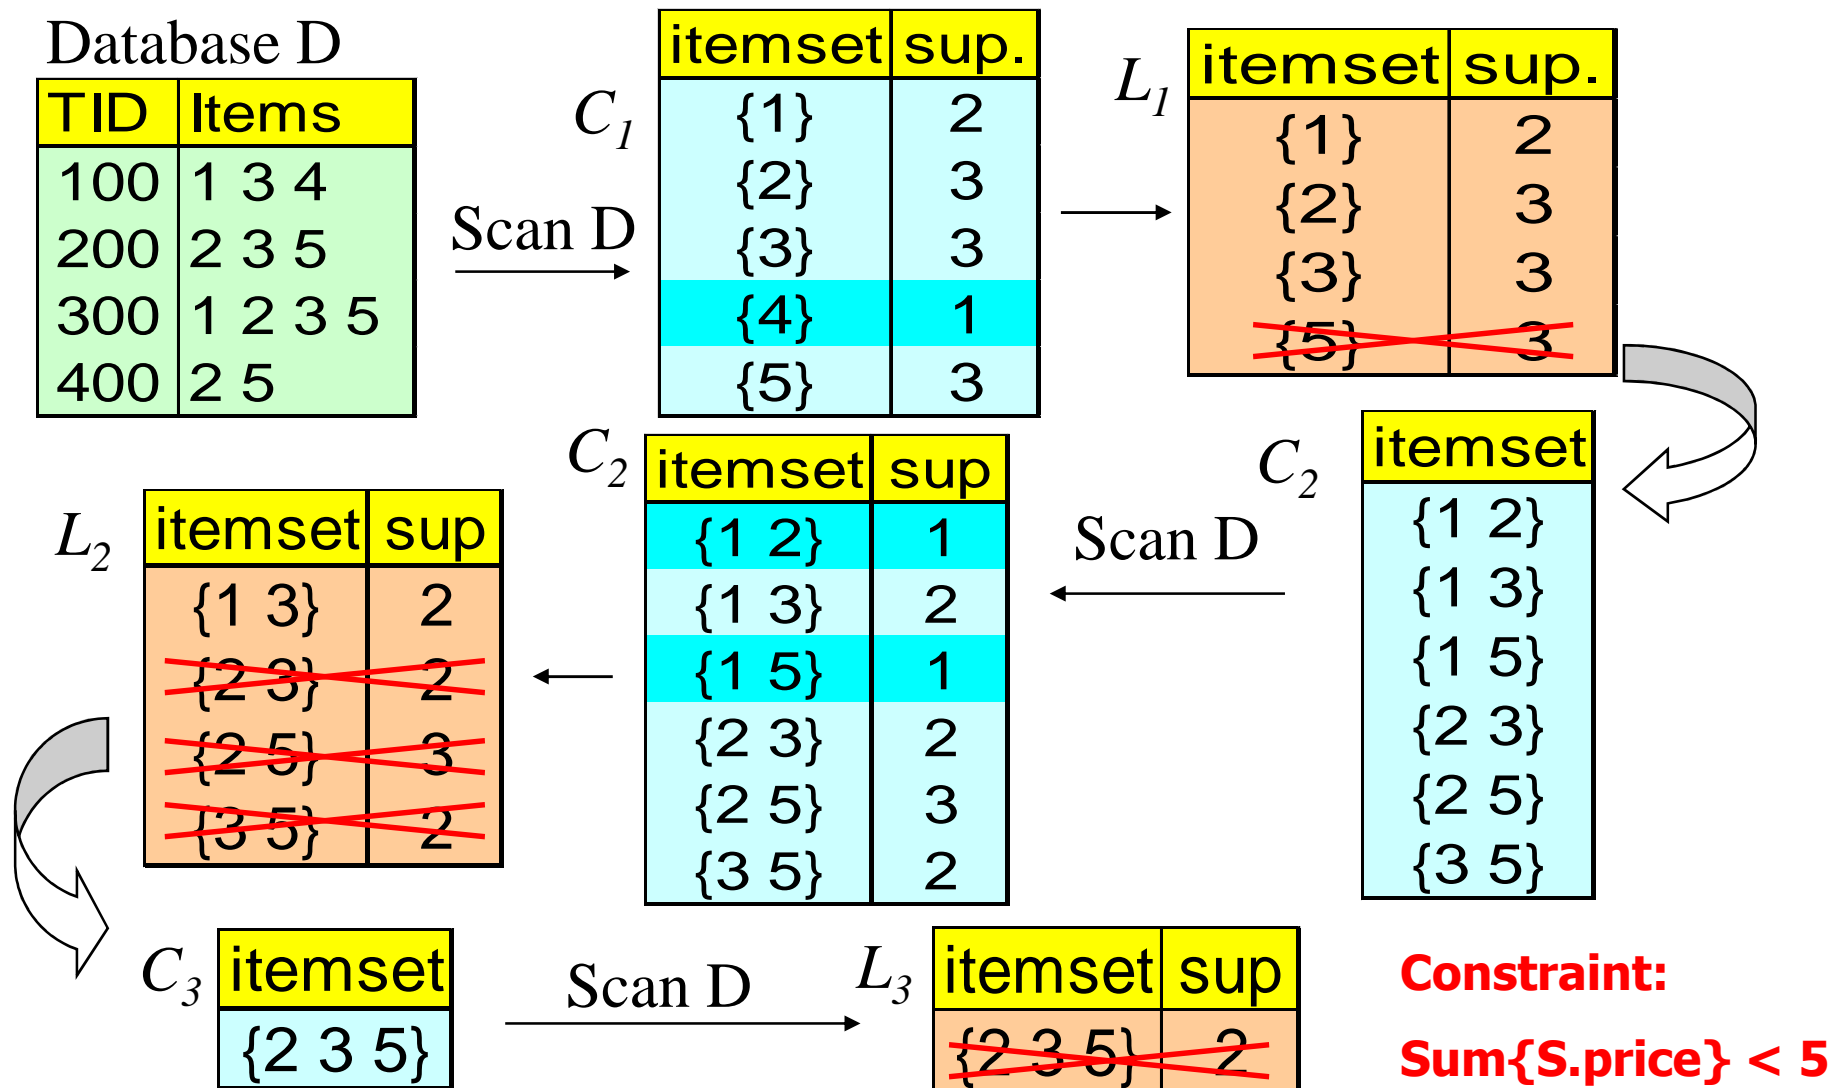 Database D
TID Items
100 1 3 4
200 2 3 5
300 1 2 3 5
400 2 5
Scan D
C1
itemset sup.
{1} 2
{2} 3
{3} 3
{4} 1
{5} 3
L1
itemset sup.
{1} 2
{2} 3
{3} 3
{5} 3
C2
itemset
{1 2}
{1 3}
{1 5}
{2 3}
{2 5}
{3 5}
Scan D
C2
itemset sup
{1 2} 1
{1 3} 2
{1 5} 1
{2 3} 2
{2 5} 3
{3 5} 2
L2
itemset sup
{1 3} 2
{2 3} 2
{2 5} 3
{3 5} 2
C3
itemset
{2 3 5}
Scan D
L3
itemset sup
{2 3 5} 2
Constraint:
Sum{S.price} < 5